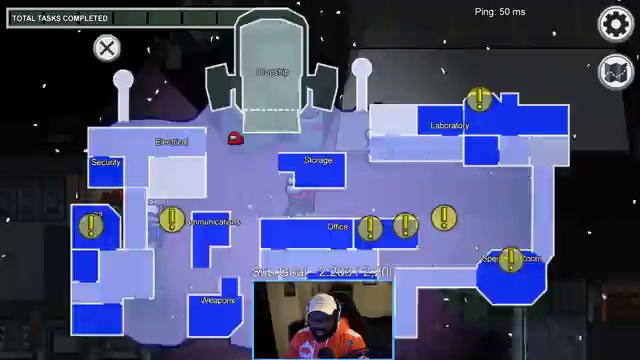 Ping: 50 ms
TOTAL TASKS COMPLETED
Dropship
Laboratory
Electrical
Storage
Security
Communications
Office
Weapons